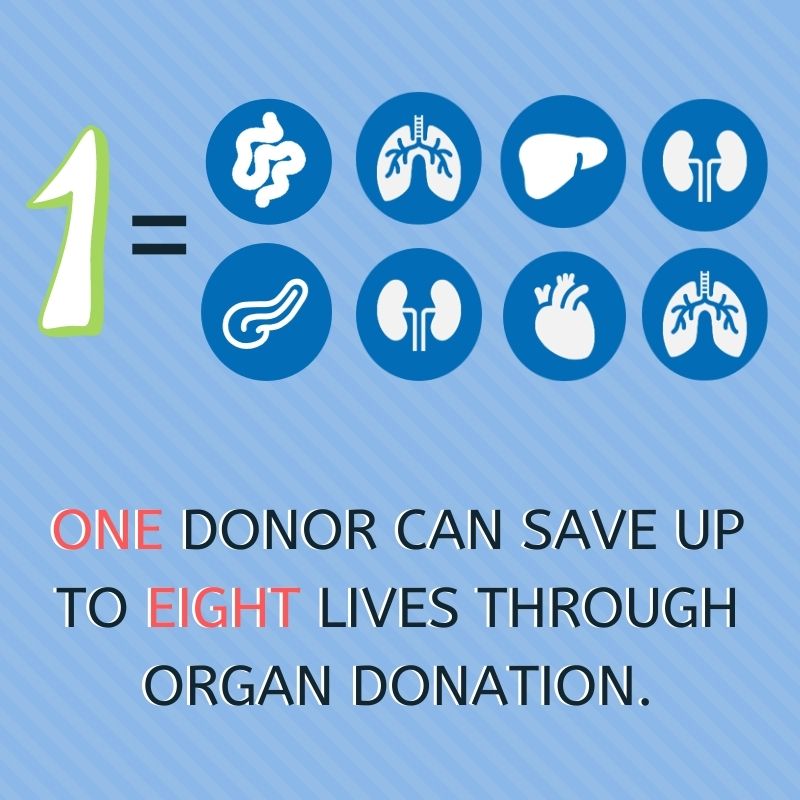 1 =
ONE DONOR CAN SAVE UP
TO EIGHT LIVES THROUGH
ORGAN DONATION.